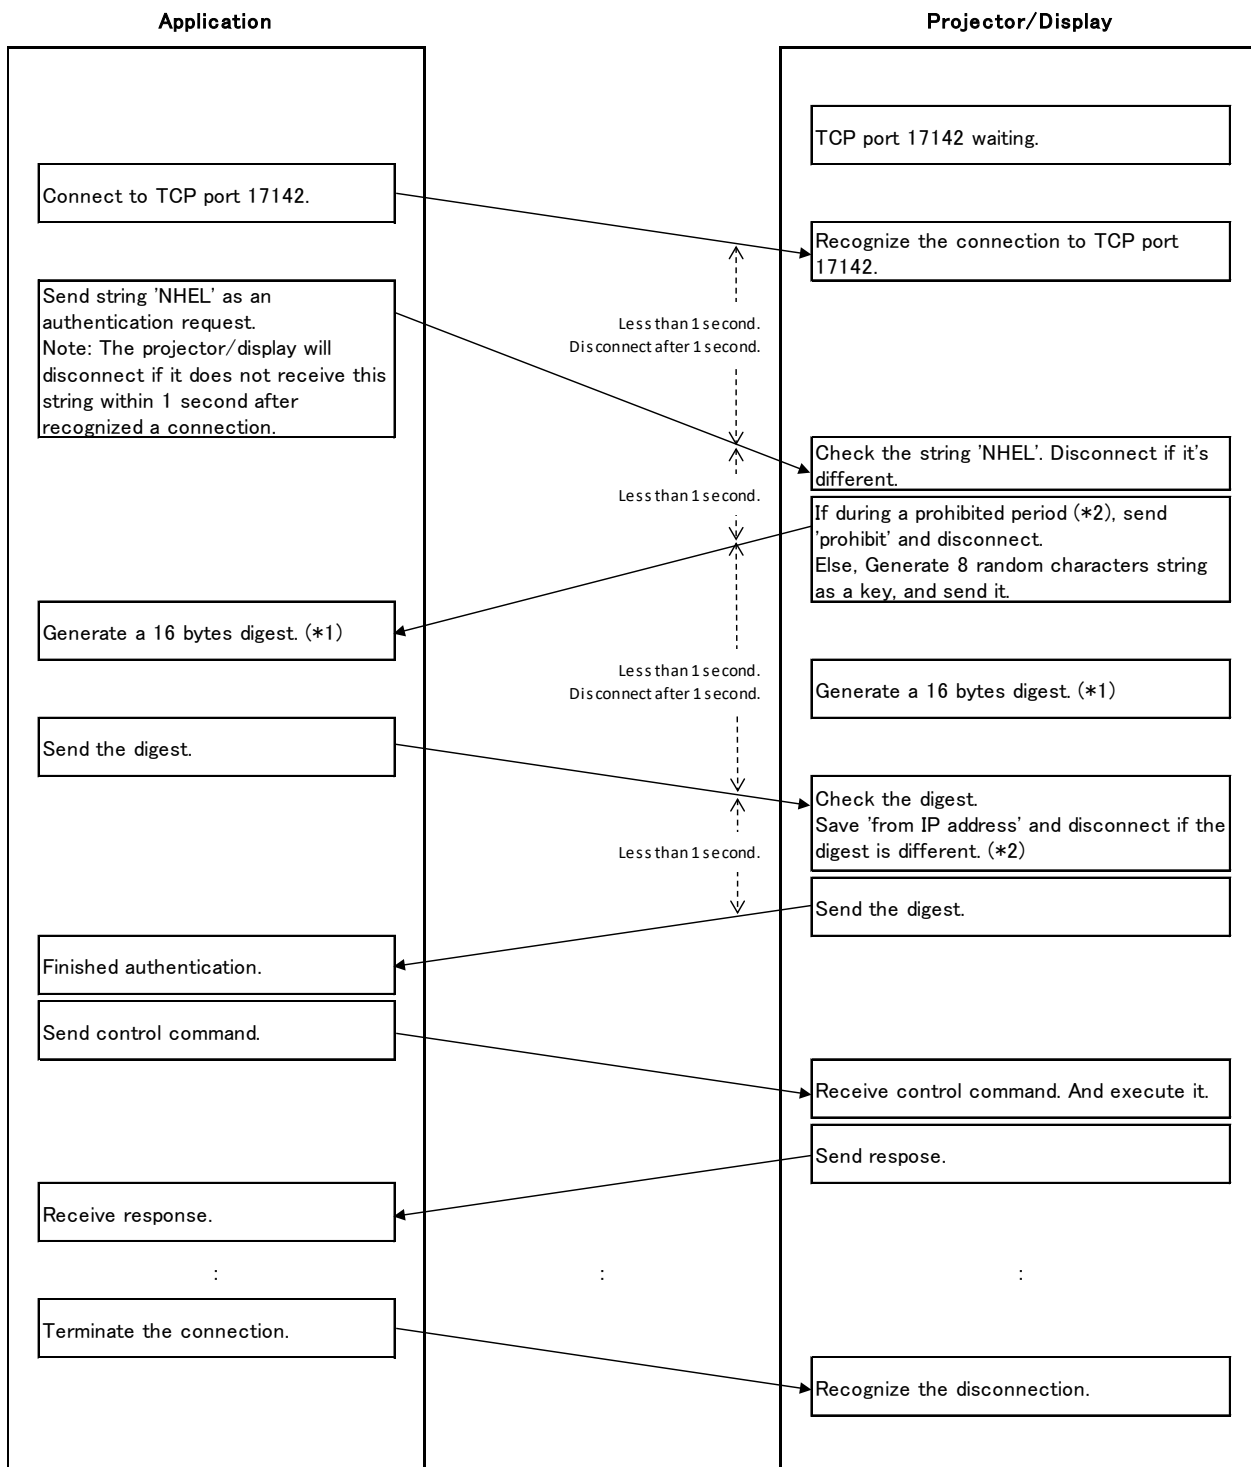 Application
Projector/Display
TCP port 17142 waiting.
Connect to TCP port 17142.
Recognize the connection to TCP port
17142.
Send string 'NHEL' as an
authentication request.
Note: The projector/display will
disconnect if it does not receive this
string within 1 second after
recognized a connection.
Less than 1 second.
Disconnect after 1 second.
Check the string 'NHEL'. Disconnect if it's
different.
Less than 1 second.
If during a prohibited period (*2), send
'prohibit' and disconnect.
Else, Generate 8 random characters string
as a key, and send it.
Generate a 16 bytes digest. (*1)
Less than 1 second.
Disconnect after 1 second.
Generate a 16 bytes digest. (*1)
Send the digest.
Check the digest.
Save 'from IP address' and disconnect if the
digest is different. (*2)
Less than 1 second.
Send the digest.
Finished authentication.
Send control command.
Receive control command. And execute it.
Send respose.
Receive response.
: : :
Terminate the connection.
Recognize the disconnection.